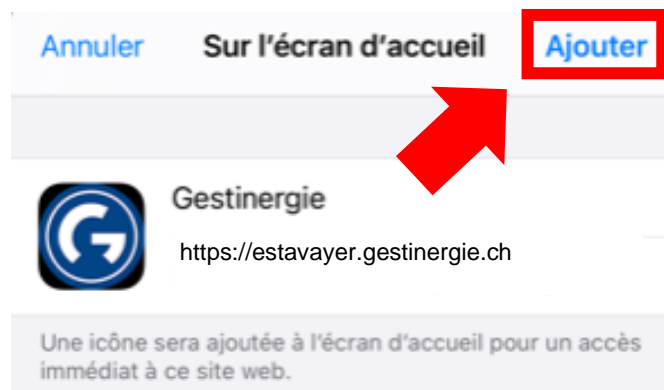 Annuler Sur l'écran d'accueil Ajouter
G
Gestinergie
https://estavayer.gestinergie.ch
Une icône sera ajoutée à l'écran d'accueil pour un accès
immédiat à ce site web.